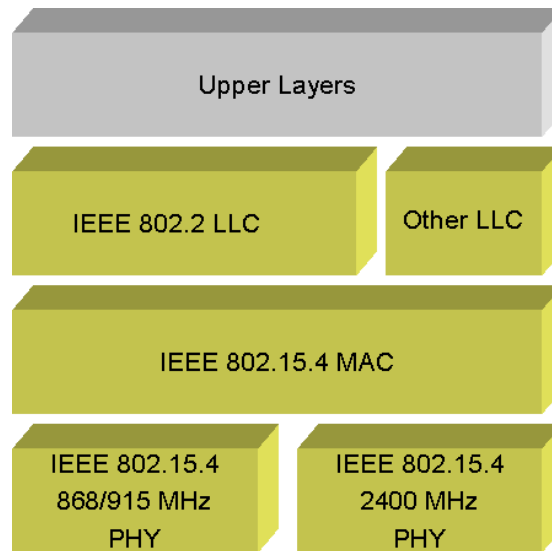 Upper Layers
IEEE 802.2 LLC
Other LLC
IEEE 802.15.4 MAC
IEEE 802.15.4
868/915 MHz
PHY
IEEE 802.15.4
2400 MHz
PHY